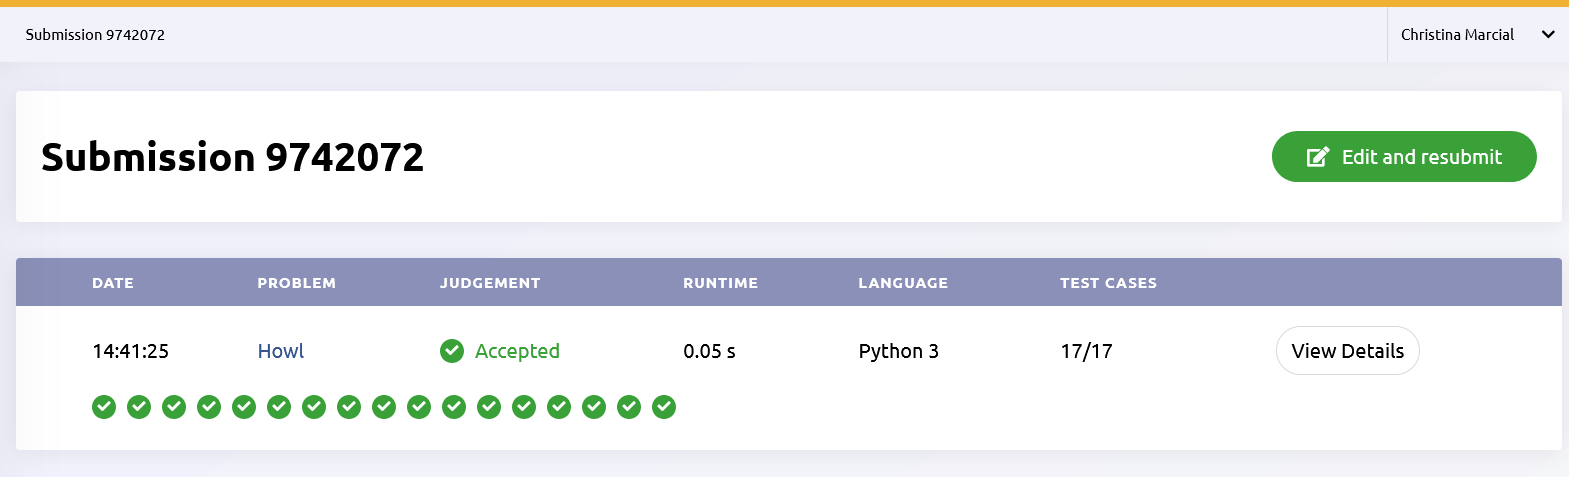 Submission 9742072
Christina Marcial
Submission 9742072
Edit and resubmit
DATE PROBLEM JUDGEMENT RUNTIME LANGUAGE TEST CASES
14:41:25 Howl Accepted 0.05 s Python 3 17/17 View Details